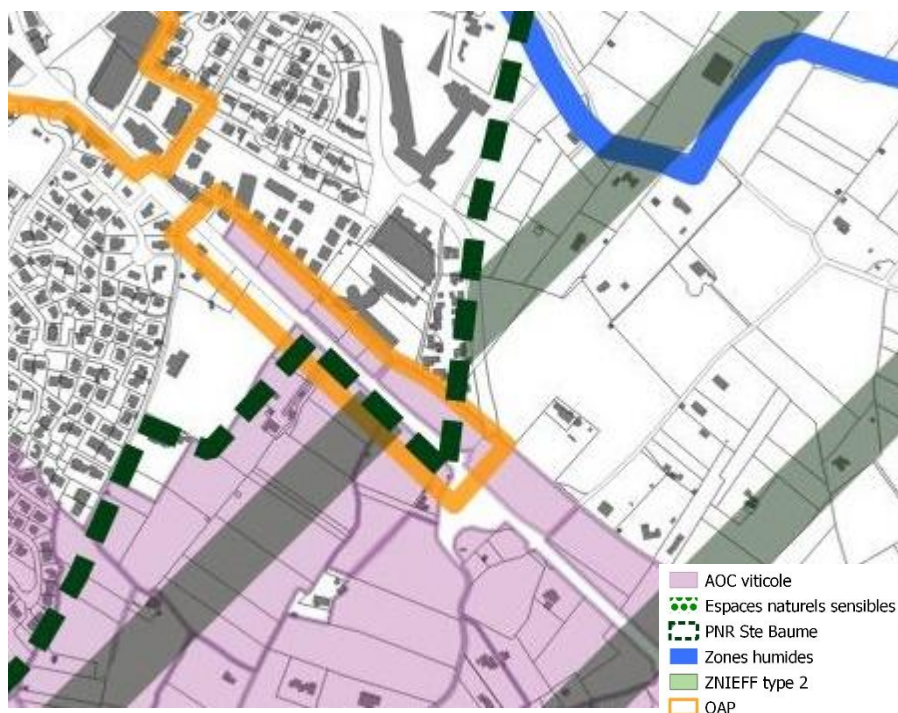 AOC viticole
Espaces naturels sensibles
PNR Ste Baume
Zones humides
ZNIEFF type 2
OAP